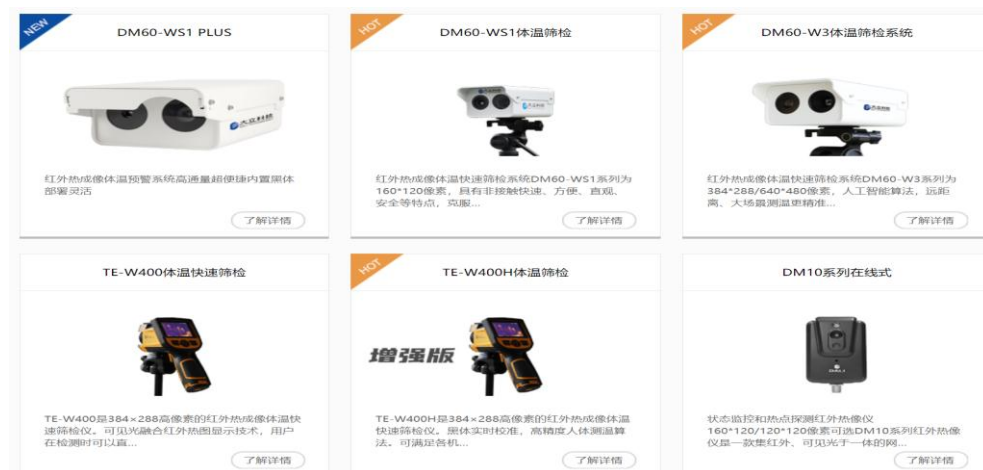 NEW
DM60-WS1 PLUS
大立科技
红外热成像体温预警系统高通量超便捷内置黑体
部署灵活
了解详情
HOT
DM60-WS1体温筛检
大立科技
红外热成像体温快速筛检系统DM60-WS1系列为
160*120像素，具有非接触快速、方便、直观、
安全等特点，克服...
了解详情
HOT
DM60-W3体温筛检系统
大立科技
红外热成像体温快速筛检系统DM60-W3系列为
384*288/640*480像素，人工智能算法，远距
离、大场景测温更精准...
了解详情
TE-W400体温快速筛检
TE-W400是384×288高像素的红外热成像体温快
速筛检仪。可见光融合红外热图显示技术，用户
在检测时可以直...
了解详情
HOT
TE-W400H体温筛检
增强版
TE-W400H是384×288高像素的红外热成像体温
快速筛检仪。黑体实时校准，高精度人体测温算
法。可满足各机...
了解详情
DM10系列在线式
DALI
状态监控和热点探测红外热像仪
160*120/120*120像素可选DM10系列红外热像
仪是一款集红外、可见光于一体的网...
了解详情